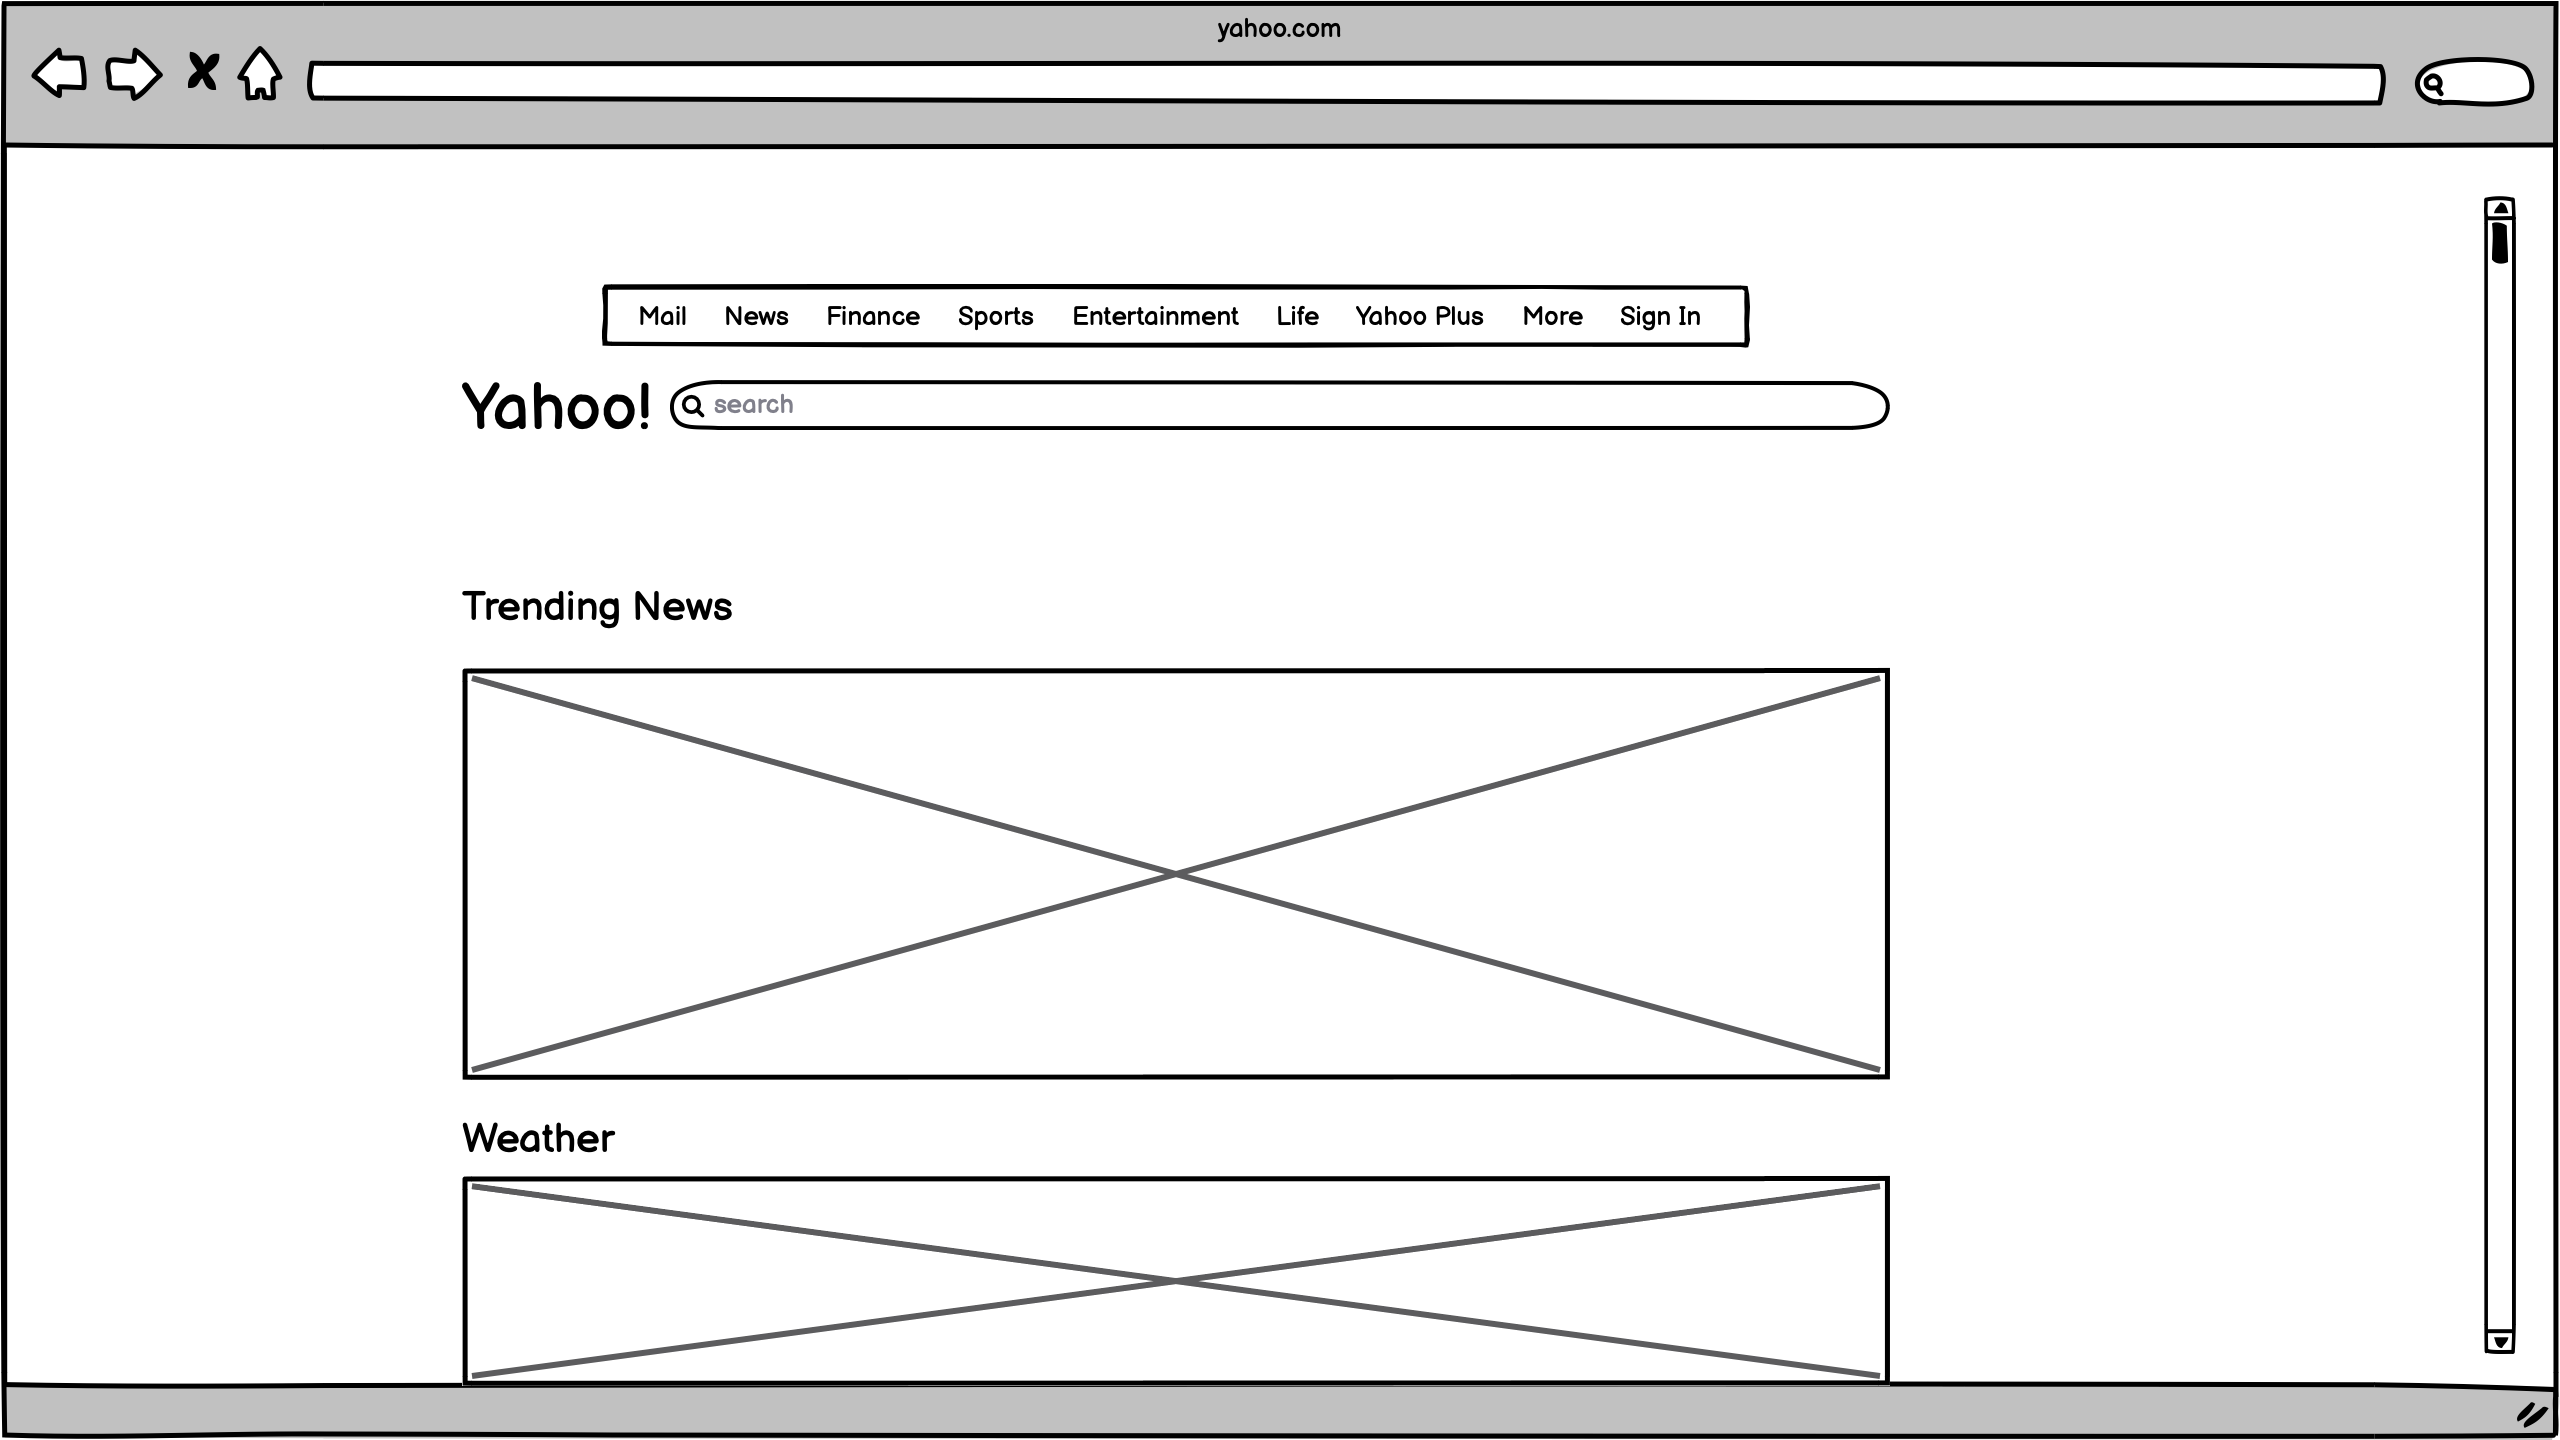 yahoo.com
Mail News Finance Sports Entertainment Life Yahoo Plus More Sign In
Yahoo! search
Trending News
Weather